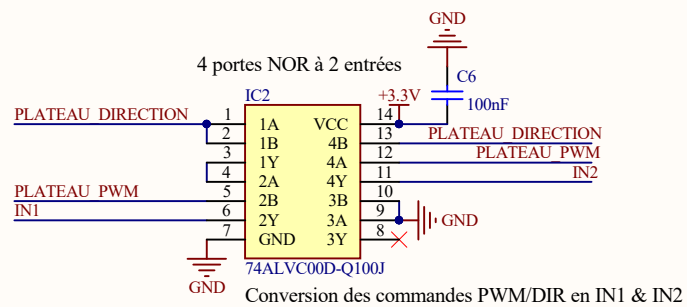 GND
4 portes NOR à 2 entrées
C6
IC2
+3.3V
100nF
PLATEAU_DIRECTION 1 1A VCC 14
2 1B 4B 13 PLATEAU_DIRECTION
3 1Y 4A 12 PLATEAU_PWM
4 2A 4Y 11 IN2
PLATEAU_PWM 5 2B 3B 10
IN1 6 2Y 3A 9 GND
7 GND 3Y 8
74ALVC00D-Q100J
GND
Conversion des commandes PWM/DIR en IN1 & IN2